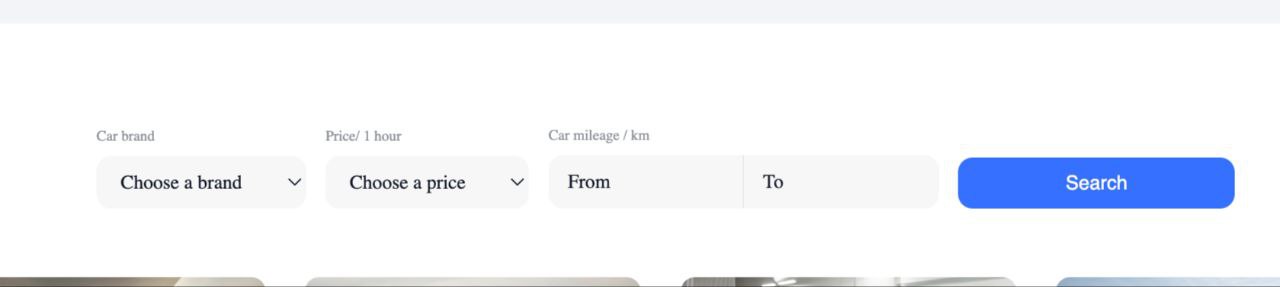 Car brand
Price/ 1 hour
Car mileage / km
Choose a brand
Choose a price
From
To
Search